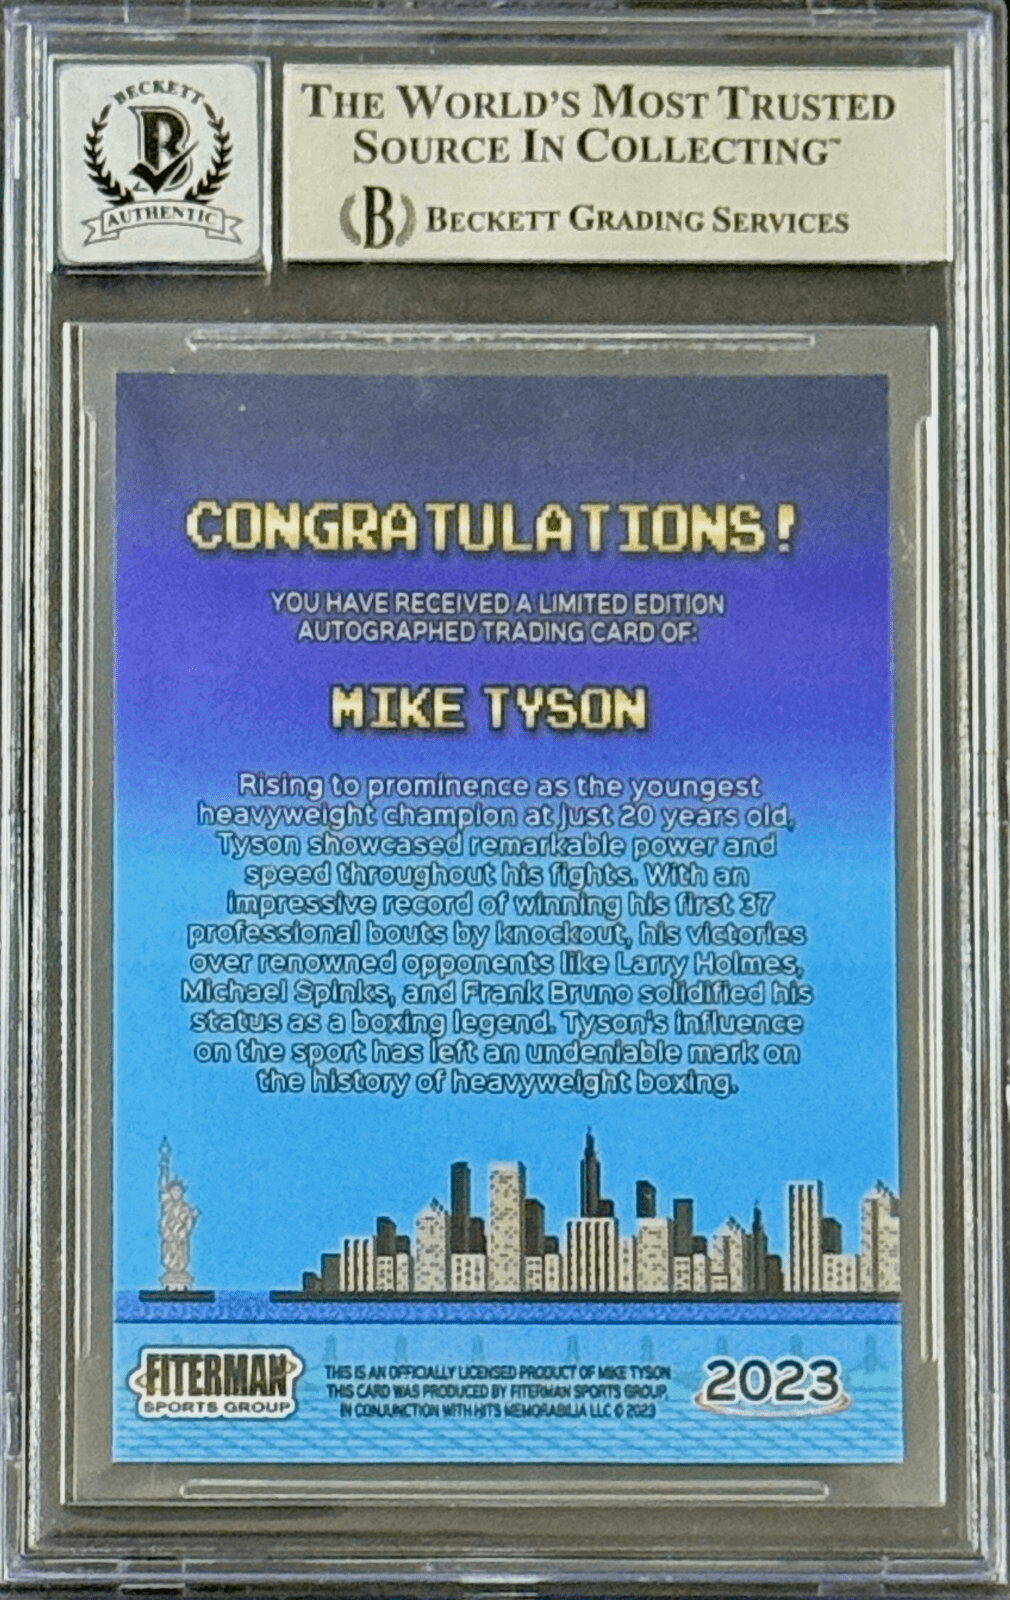 BECKETT
B
AUTHENTIC
THE WORLD'S MOST TRUSTED
SOURCE IN COLLECTING™
B BECKETT GRADING SERVICES
CONGRATULATIONS!
YOU HAVE RECEIVED A LIMITED EDITION
AUTOGRAPHED TRADING CARD OF:
MIKE TYSON
Rising to prominence as the youngest
heavyweight champion at just 20 years old,
Tyson showcased remarkable power and
speed throughout his fights. With an
impressive record of winning his first 37
professional bouts by knockout, his victories
over renowned opponents like Larry Holmes,
Michael Spinks, and Frank Bruno solidified his
status as a boxing legend. Tyson's influence
on the sport has left an undeniable mark on
the history of heavyweight boxing.
FITERMAN
SPORTS GROUP
THIS IS AN OFFICIALLY LICENSED PRODUCT OF MIKE TYSON
THIS CARD WAS PRODUCED BY FITERMAN SPORTS GROUP,
IN CONJUNCTION WITH HITS MEMORABILIA LLC © 2023
2023